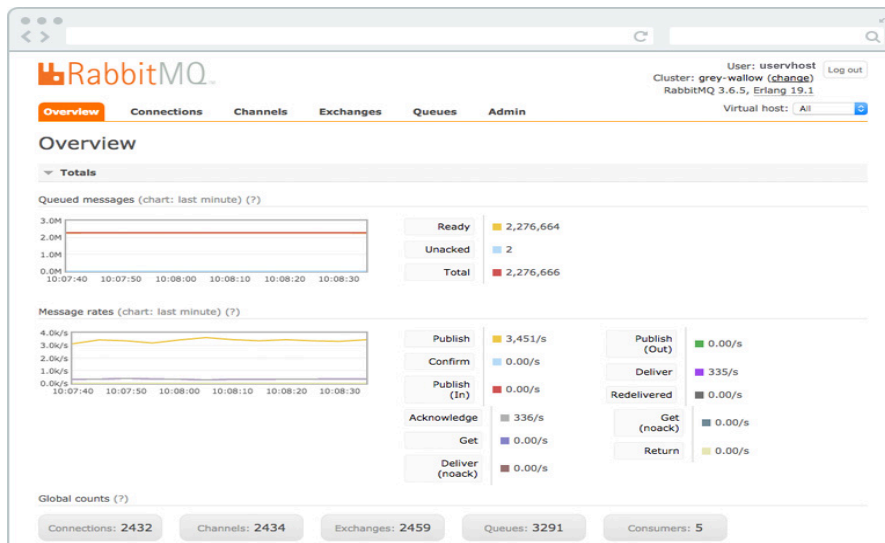 RabbitMQ
User: uservhost
Log out
Cluster: grey-wallow (change)
RabbitMQ 3.6.5, Erlang 19.1
Overview Connections Channels Exchanges Queues Admin
Virtual host: All
Overview
Totals
Queued messages (chart: last minute) (?)
3.0M
2.0M
1.0M
0.0M
10:07:40 10:07:50 10:08:00 10:08:10 10:08:20 10:08:30
Ready 2,276,664
Unacked 2
Total 2,276,666
Message rates (chart: last minute) (?)
4.0k/s
3.0k/s
2.0k/s
1.0k/s
0.0k/s
10:07:40 10:07:50 10:08:00 10:08:10 10:08:20 10:08:30
Publish 3,451/s
Confirm 0.00/s
Publish
(In) 0.00/s
Acknowledge 336/s
Get 0.00/s
Deliver
(noack) 0.00/s
Publish
(Out) 0.00/s
Deliver 335/s
Redelivered 0.00/s
Get
(noack) 0.00/s
Return 0.00/s
Global counts (?)
Connections: 2432 Channels: 2434 Exchanges: 2459 Queues: 3291 Consumers: 5